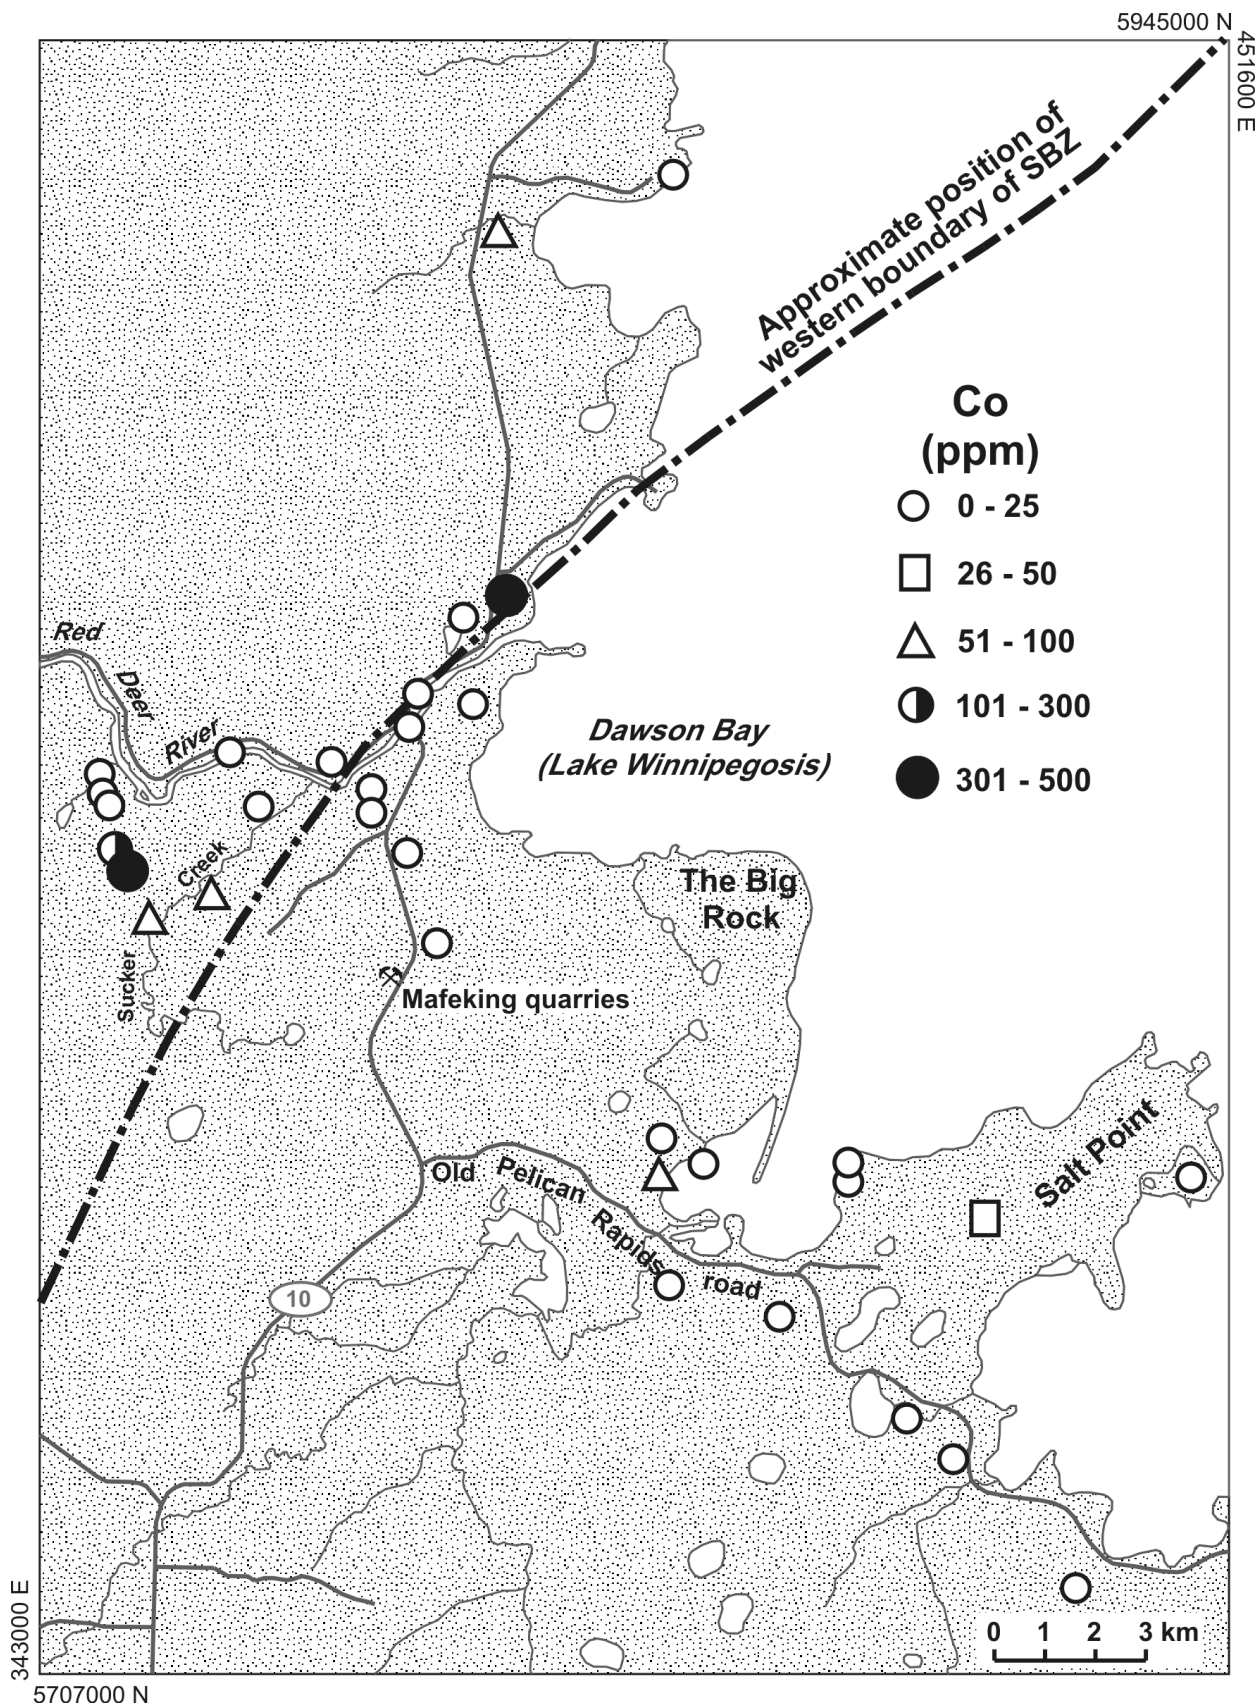 5945000 N
451600 E
Approximate position of
western boundary of SBZ
Co
(ppm)
0 - 25
26 - 50
51 - 100
101 - 300
301 - 500
Red
Deer
River
Dawson Bay
(Lake Winnipegosis)
Creek
The Big
Rock
Sucker
Mafeking quarries
Salt Point
Old Pelican Rapids road
10
0 1 2 3 km
343000 E
5707000 N